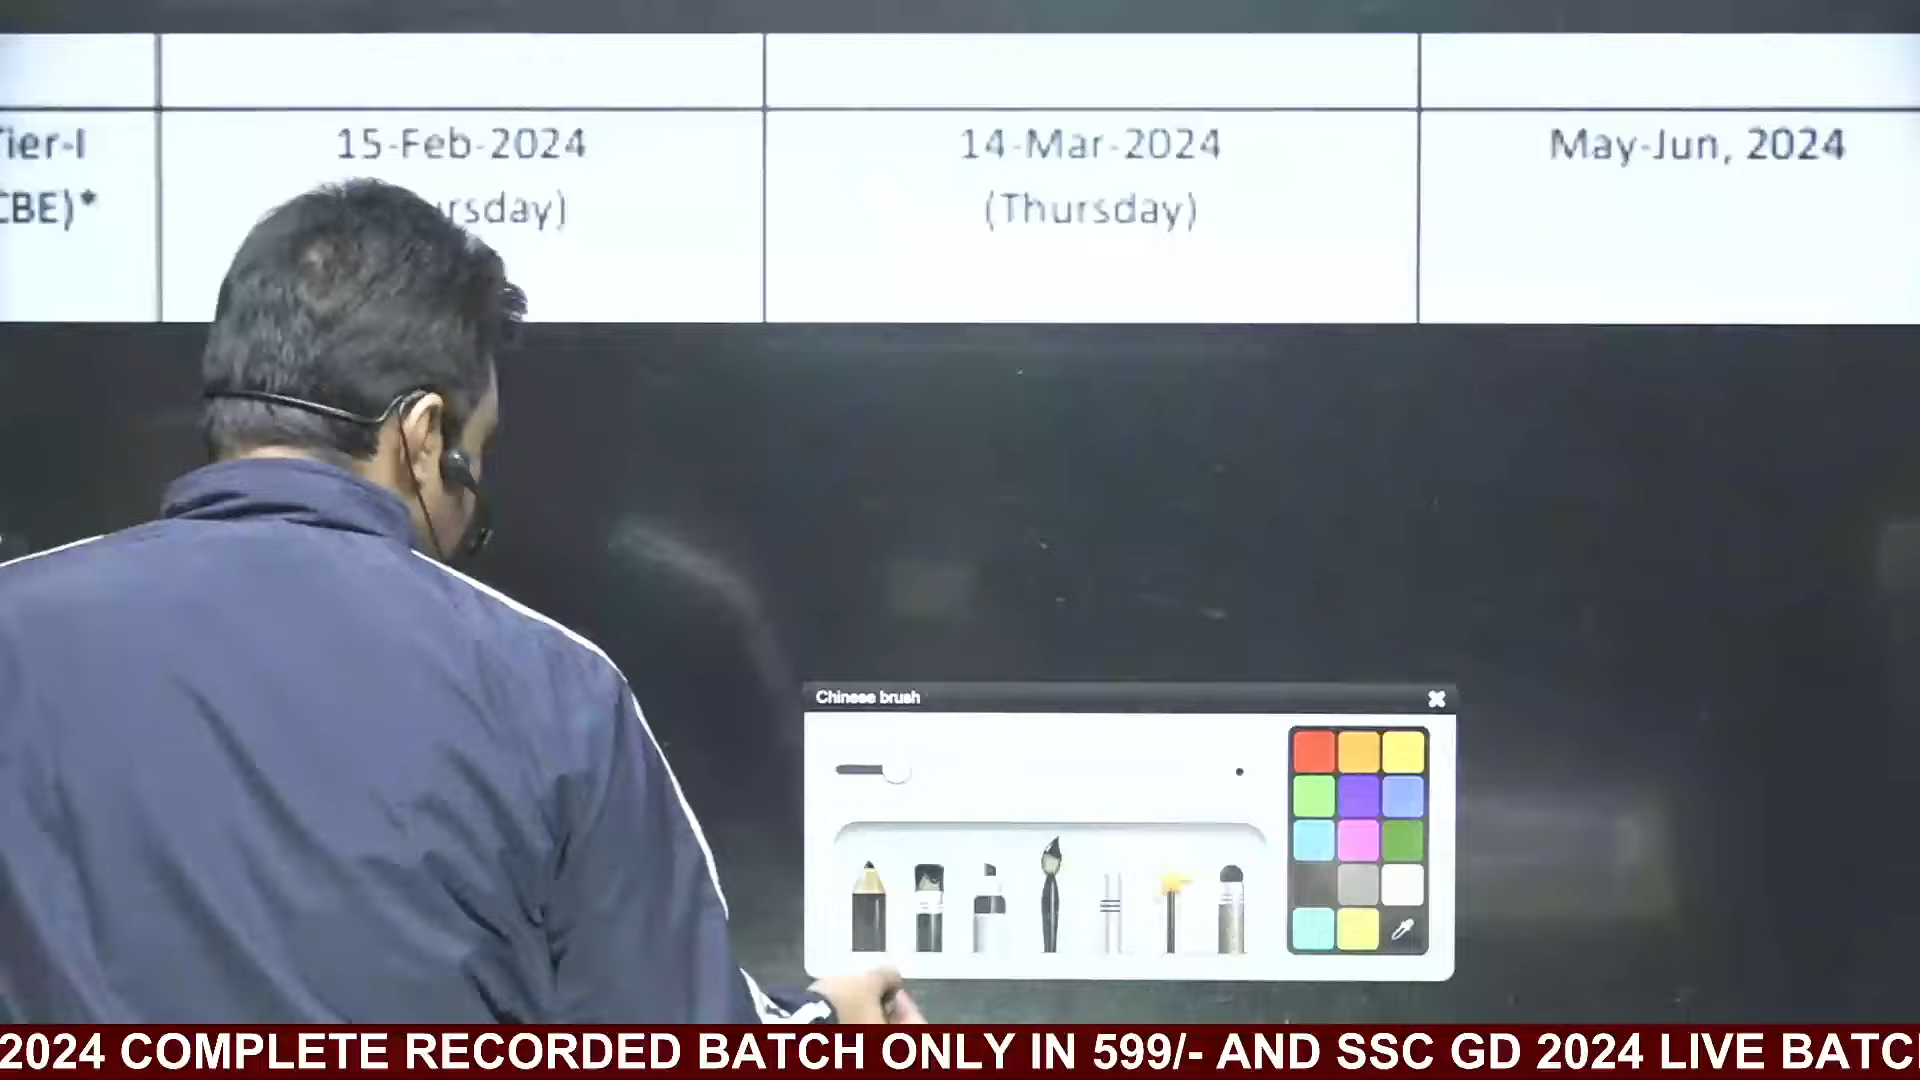 ier-I
CBE)*
15-Feb-2024
rsday)
14-Mar-2024
(Thursday)
May-Jun, 2024
Chinese brush
2024 COMPLETE RECORDED BATCH ONLY IN 599/- AND SSC GD 2024 LIVE BATC